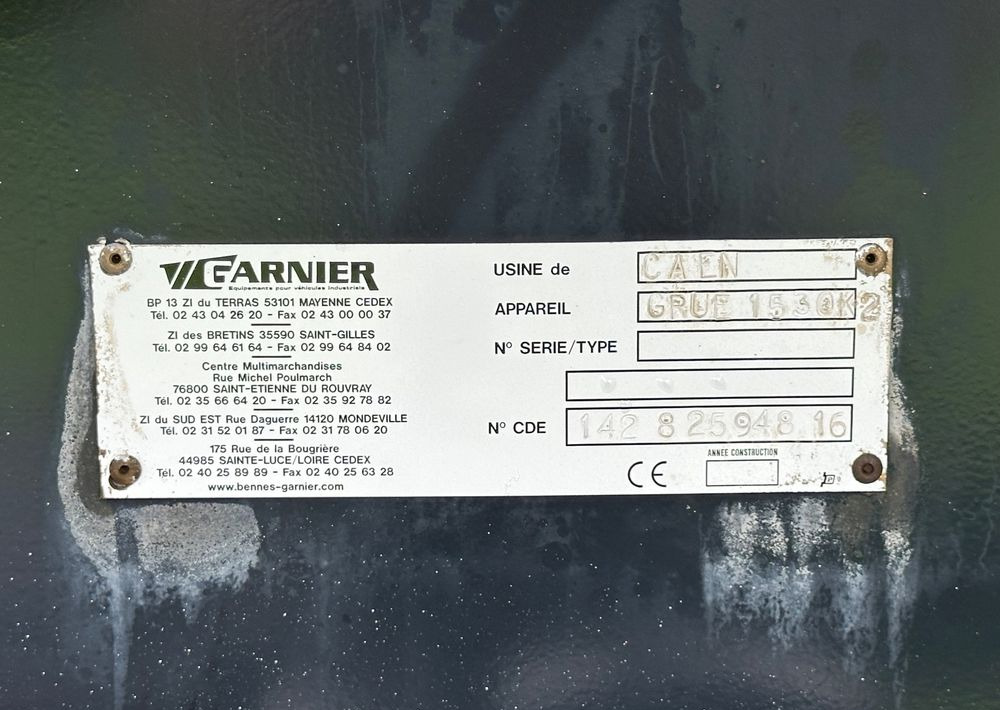 GARNIER
Equipements pour véhicules industriels
BP 13 ZI du TERRAS 53101 MAYENNE CEDEX
Tél. 02 43 04 26 20 - Fax 02 43 00 00 37
ZI des BRETINS 35590 SAINT-GILLES
Tél. 02 99 64 61 64 - Fax 02 99 64 84 02
Centre Multimarchandises
Rue Michel Poulmarch
76800 SAINT-ETIENNE DU ROUVRAY
Tél. 02 35 66 64 20 - Fax 02 35 92 78 82
ZI du SUD EST Rue Daguerre 14120 MONDEVILLE
Tél. 02 31 52 01 87 - Fax 02 31 78 06 20
175 Rue de la Bougrière
44985 SAINTE-LUCE/LOIRE CEDEX
Tél. 02 40 25 89 89 - Fax 02 40 25 63 28
www.bennes-garnier.com
USINE de CAEN
APPAREIL GRUE 1530K2
N° SERIE/TYPE
N° CDE 142 8 25948 16
CE
ANNEE CONSTRUCTION